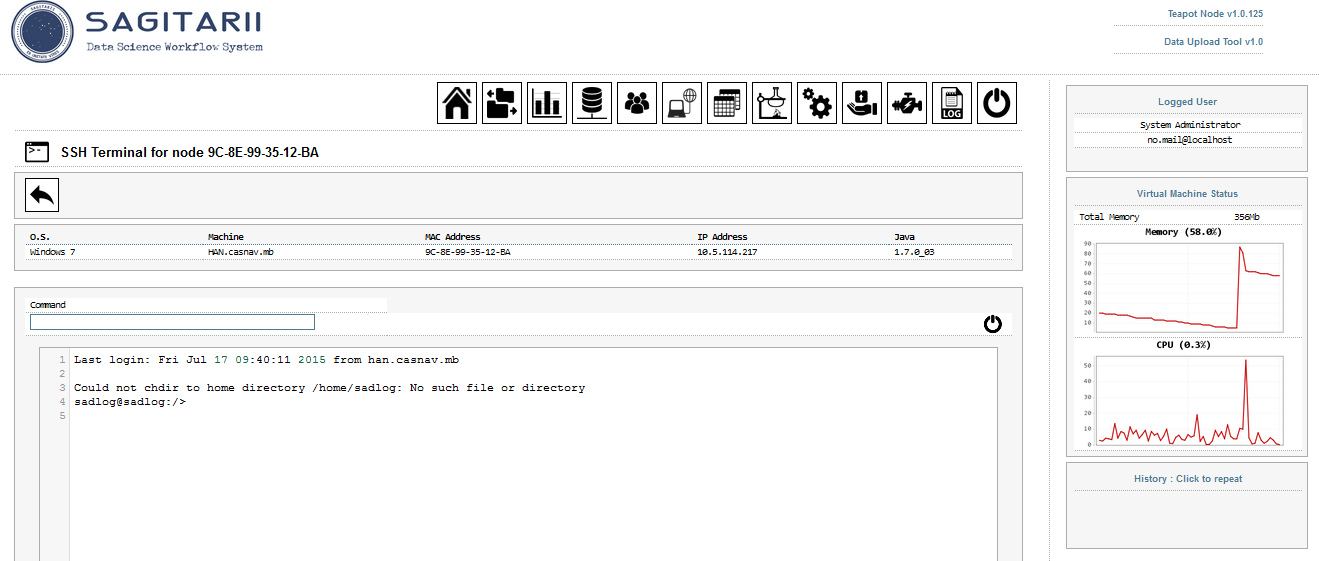 SAGITARII
Data Science Workflow System
Teapot Node v1.0.125
Data Upload Tool v1.0
LOG
SSH Terminal for node 9C-8E-99-35-12-BA
O.S. Machine MAC Address IP Address Java
Windows 7 HAN.casnav.mb 9C-8E-99-35-12-BA 10.5.114.217 1.7.0_03
Command
1 Last login: Fri Jul 17 09:40:11 2015 from han.casnav.mb
2
3 Could not chdir to home directory /home/sadlog: No such file or directory
4 sadlog@sadlog:/>
5
Logged User
System Administrator
no.mail@localhost
Virtual Machine Status
Total Memory 356Mb
Memory (58.0%)
90
80
70
60
50
40
30
20
10
CPU (0.3%)
50
40
30
20
10
0
History : Click to repeat